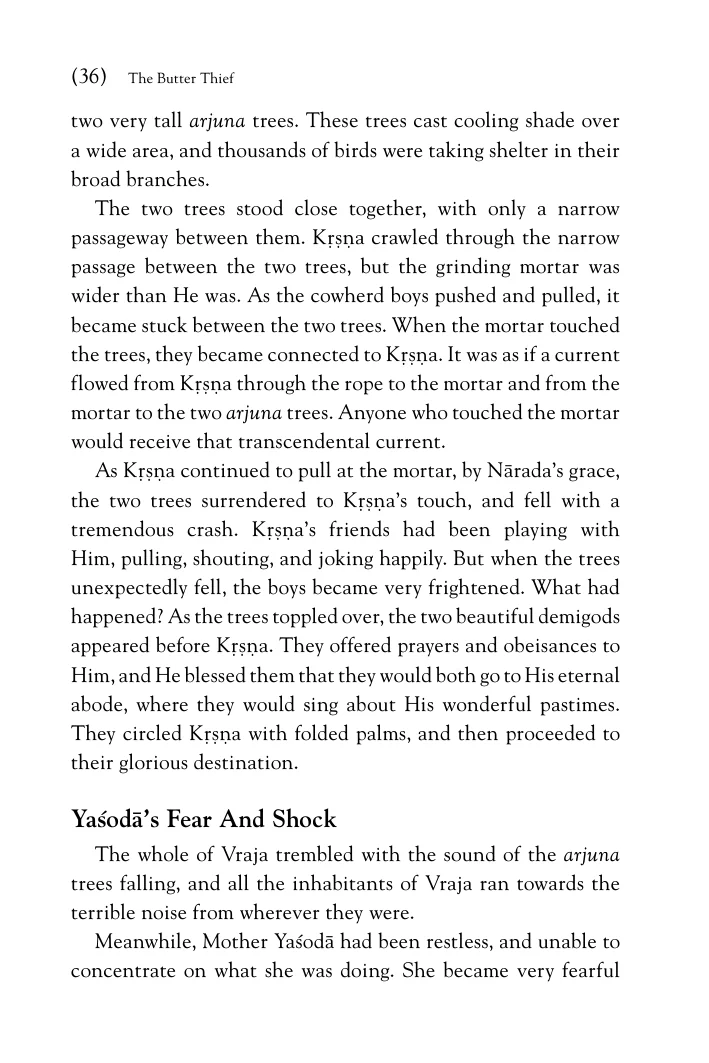 (36) The Butter Thief
two very tall arjuna trees. These trees cast cooling shade over
a wide area, and thousands of birds were taking shelter in their
broad branches.
The two trees stood close together, with only a narrow
passageway between them. Kṛṣṇa crawled through the narrow
passage between the two trees, but the grinding mortar was
wider than He was. As the cowherd boys pushed and pulled, it
became stuck between the two trees. When the mortar touched
the trees, they became connected to Kṛṣṇa. It was as if a current
flowed from Kṛṣṇa through the rope to the mortar and from the
mortar to the two arjuna trees. Anyone who touched the mortar
would receive that transcendental current.
As Kṛṣṇa continued to pull at the mortar, by Nārada’s grace,
the two trees surrendered to Kṛṣṇa’s touch, and fell with a
tremendous crash. Kṛṣṇa’s friends had been playing with
Him, pulling, shouting, and joking happily. But when the trees
unexpectedly fell, the boys became very frightened. What had
happened? As the trees toppled over, the two beautiful demigods
appeared before Kṛṣṇa. They offered prayers and obeisances to
Him, and He blessed them that they would both go to His eternal
abode, where they would sing about His wonderful pastimes.
They circled Kṛṣṇa with folded palms, and then proceeded to
their glorious destination.
Yaśodā’s Fear And Shock
The whole of Vraja trembled with the sound of the arjuna
trees falling, and all the inhabitants of Vraja ran towards the
terrible noise from wherever they were.
Meanwhile, Mother Yaśodā had been restless, and unable to
concentrate on what she was doing. She became very fearful